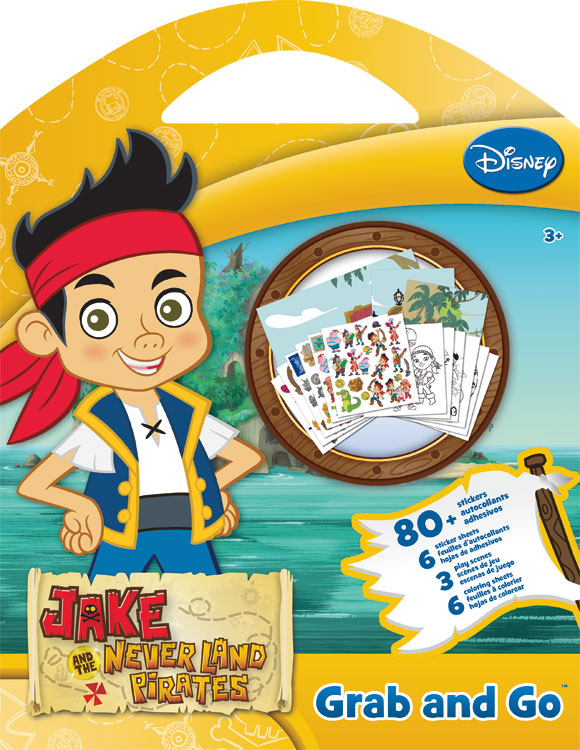 Disney
3+
80+ stickers
autocollants
adhesivos
6 sticker sheets
feuilles d'autocollants
hojas de adhesivos
3 play scenes
scènes de jeu
escenas de juego
6 coloring sheets
feuilles à colorier
hojas de colorear
JAKE
AND THE
NEVER LAND
PIRATES
Grab and Go™